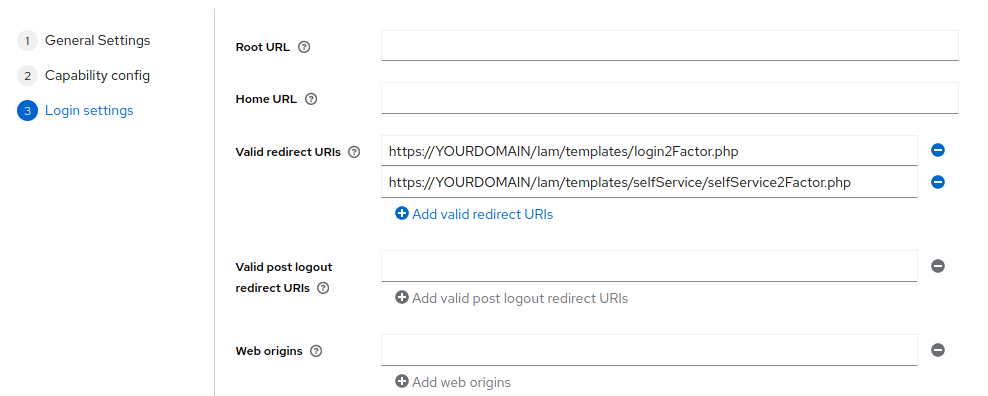 1 General Settings
2 Capability config
3 Login settings
Root URL
Home URL
Valid redirect URIs
https://YOURDOMAIN/lam/templates/login2Factor.php
https://YOURDOMAIN/lam/templates/selfService/selfService2Factor.php
Add valid redirect URIs
Valid post logout
redirect URIs
Add valid post logout redirect URIs
Web origins
Add web origins